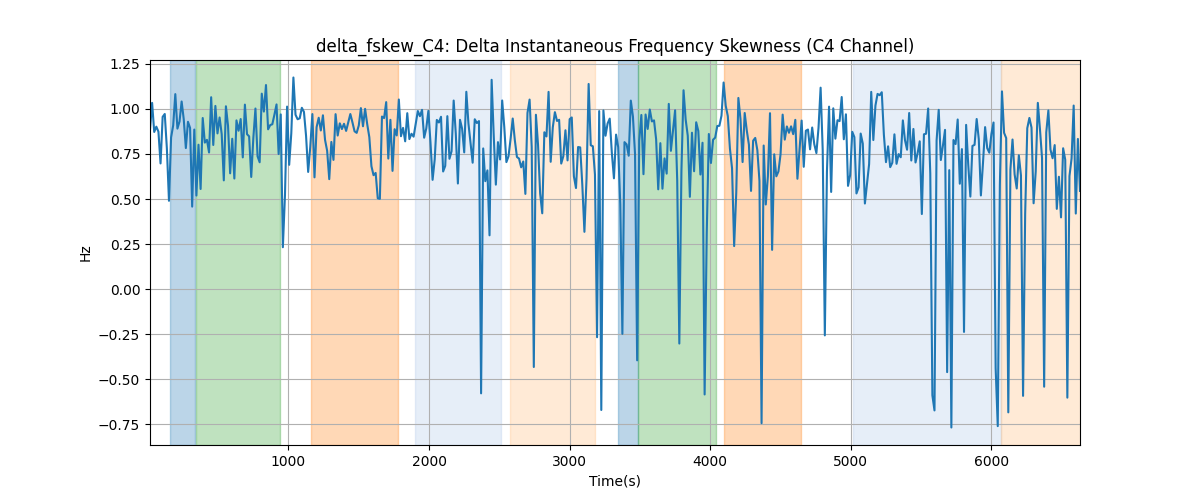 delta_fskew_C4: Delta Instantaneous Frequency Skewness (C4 Channel)
1.25
1.00
0.75
0.50
0.25
0.00
−0.25
−0.50
−0.75
Hz
1000 2000 3000 4000 5000 6000
Time(s)